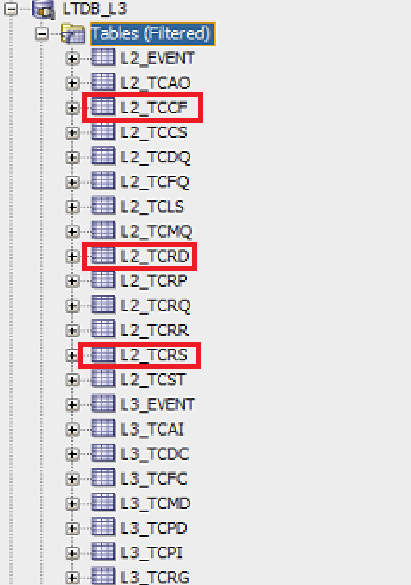 LTDB_L3
Tables (Filtered)
L2_EVENT
L2_TCAO
L2_TCCF
L2_TCCS
L2_TCDQ
L2_TCFQ
L2_TCLS
L2_TCMQ
L2_TCRD
L2_TCRP
L2_TCRQ
L2_TCRR
L2_TCRS
L2_TCST
L3_EVENT
L3_TCAI
L3_TCDC
L3_TCFC
L3_TCMD
L3_TCPD
L3_TCPI
L3_TCRG